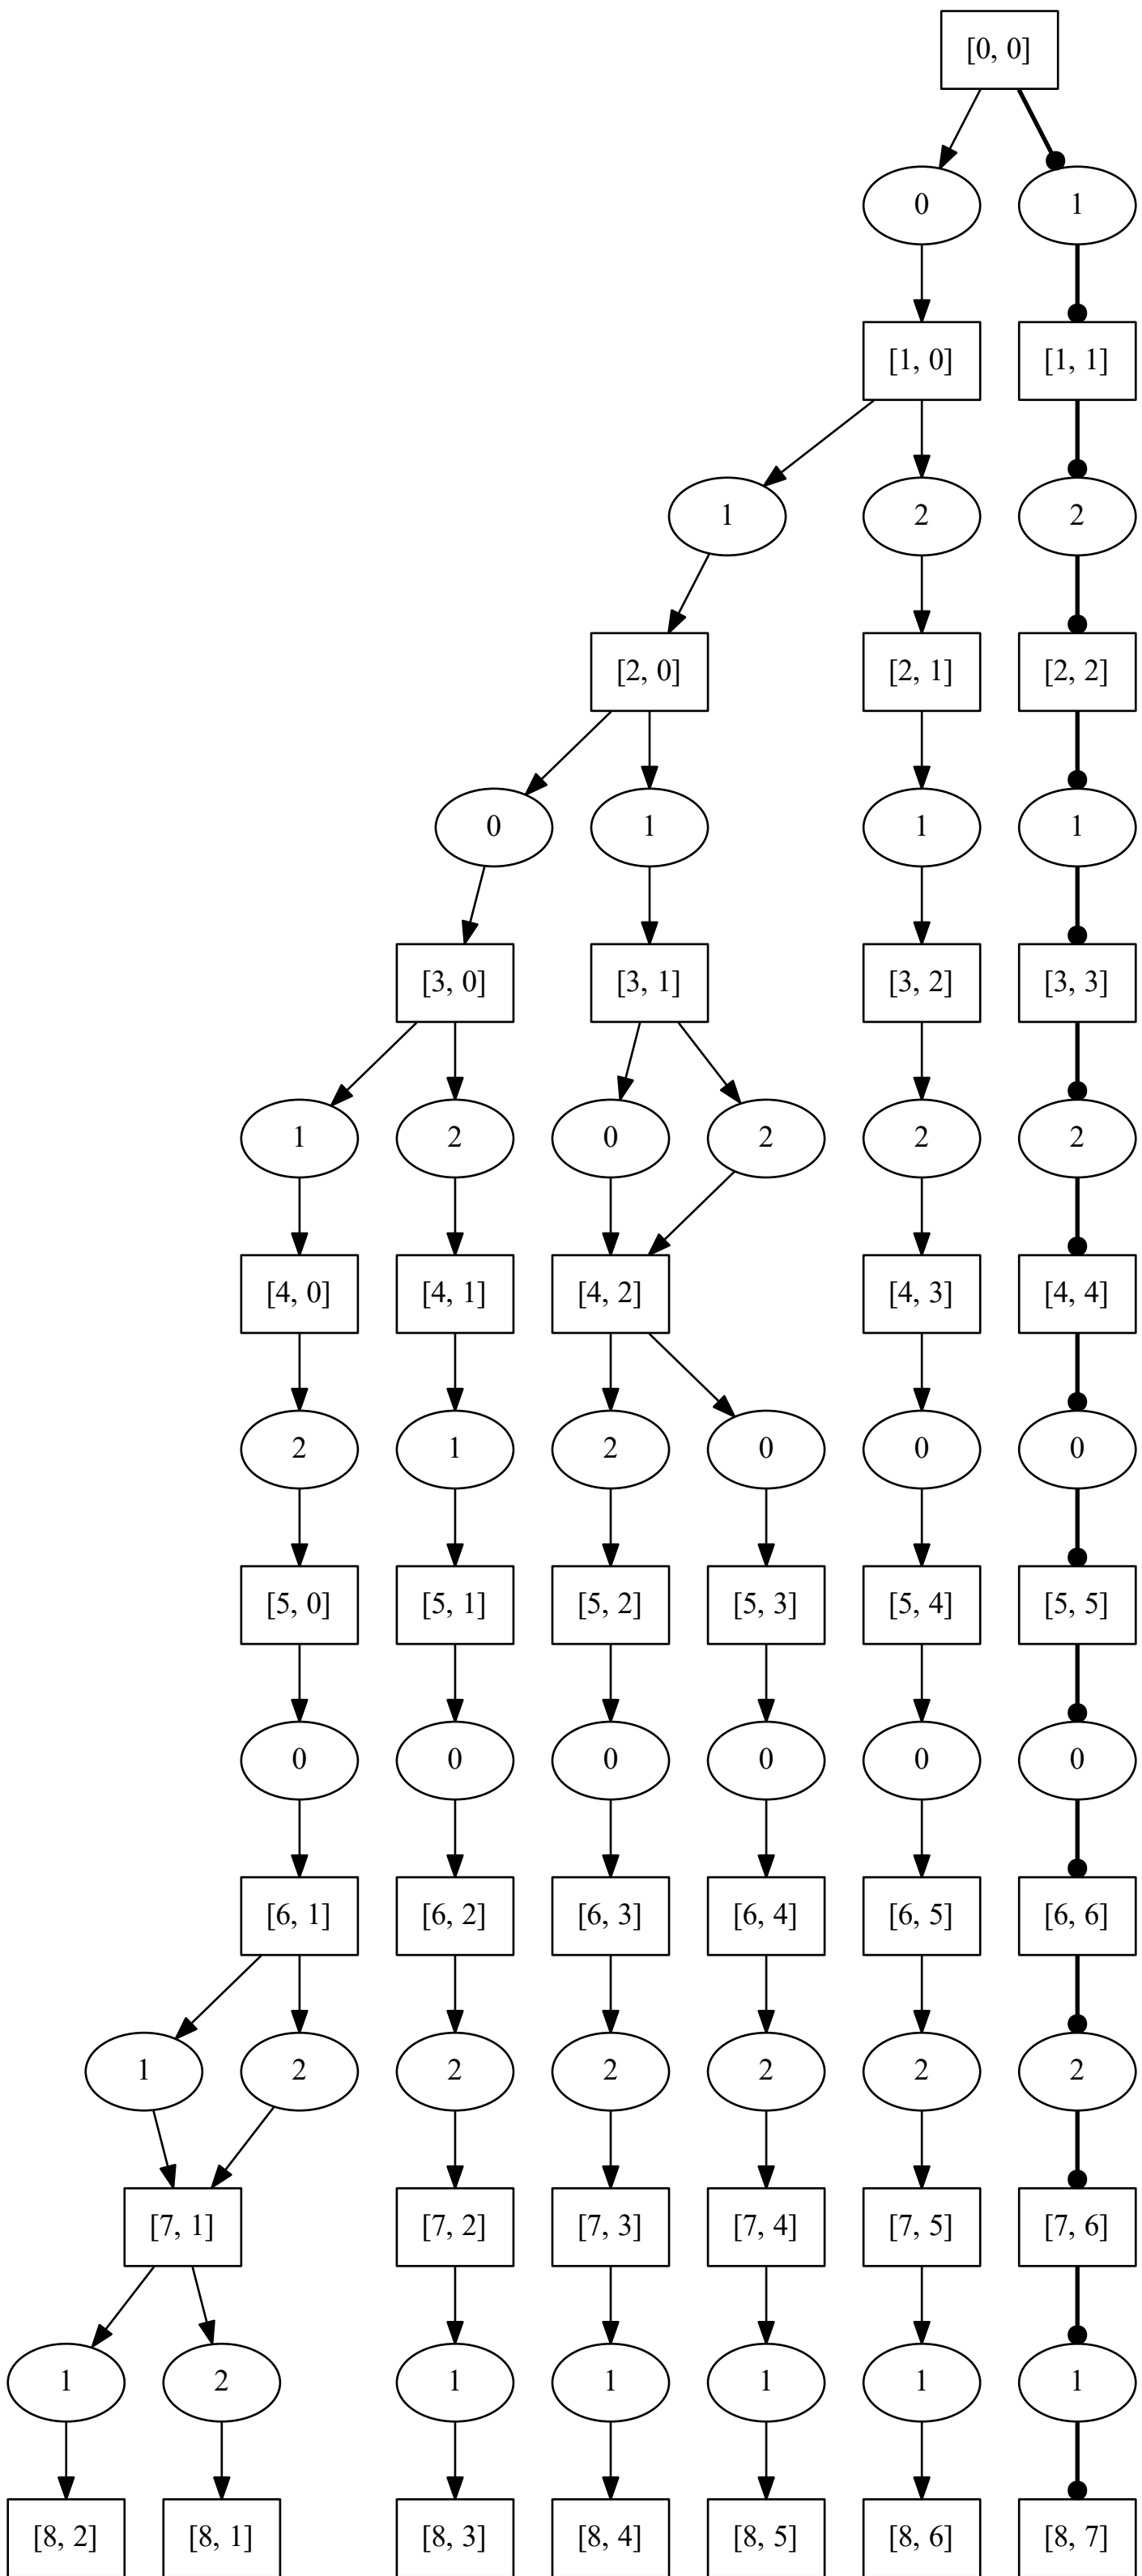 [0, 0]
0 1
[1, 0] [1, 1]
1 2 2
[2, 0] [2, 1] [2, 2]
0 1 1 1
[3, 0] [3, 1] [3, 2] [3, 3]
1 2 0 2 2 2
[4, 0] [4, 1] [4, 2] [4, 3] [4, 4]
2 1 2 0 0 0
[5, 0] [5, 1] [5, 2] [5, 3] [5, 4] [5, 5]
0 0 0 0 0 0
[6, 1] [6, 2] [6, 3] [6, 4] [6, 5] [6, 6]
1 2 2 2 2 2 2
[7, 1] [7, 2] [7, 3] [7, 4] [7, 5] [7, 6]
1 2 1 1 1 1 1
[8, 2] [8, 1] [8, 3] [8, 4] [8, 5] [8, 6] [8, 7]